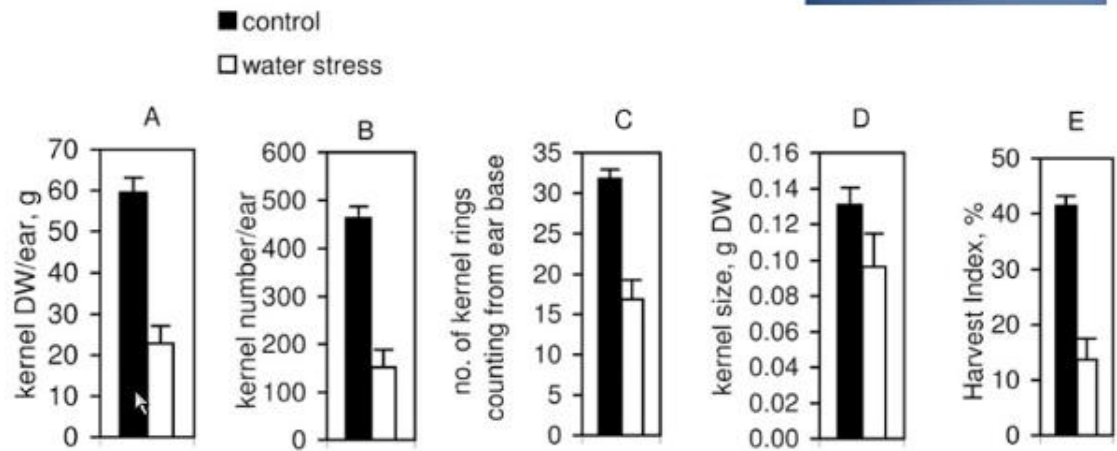 control
water stress
A
kernel DW/ear, g
70
60
50
40
30
20
10
0
B
kernel number/ear
600
500
400
300
200
100
0
C
no. of kernel rings
counting from ear base
35
30
25
20
15
10
5
0
D
kernel size, g DW
0.16
0.14
0.12
0.10
0.08
0.06
0.04
0.02
0.00
E
Harvest Index, %
50
40
30
20
10
0